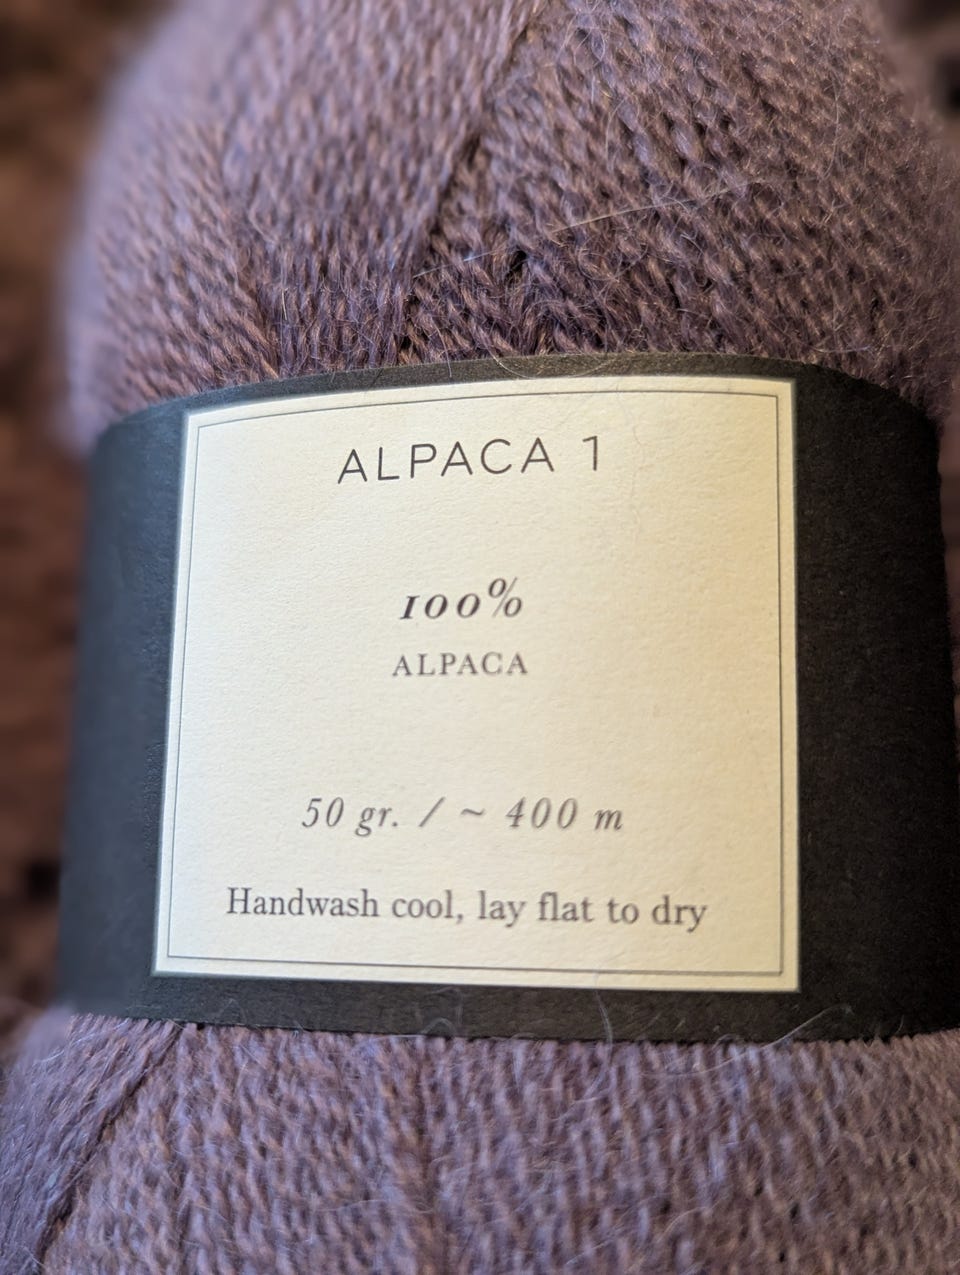 ALPACA 1
100%
ALPACA
50 gr. / ~ 400 m
Handwash cool, lay flat to dry